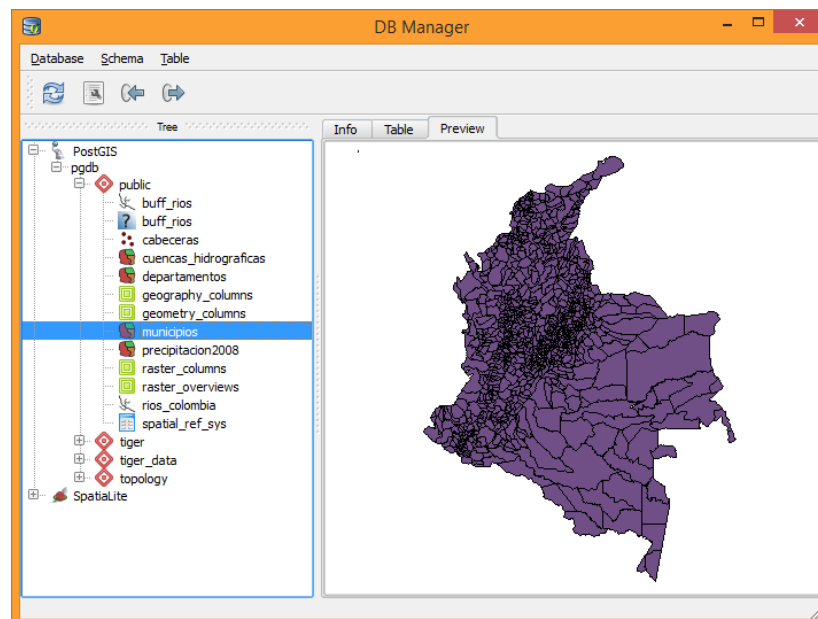 DB Manager
Database Schema Table
Tree
Info Table Preview
PostGIS
pgdb
public
buff_rios
buff_rios
cabeceras
cuencas_hidrograficas
departamentos
geography_columns
geometry_columns
municipios
precipitacion2008
raster_columns
raster_overviews
rios_colombia
spatial_ref_sys
tiger
tiger_data
topology
SpatiaLite